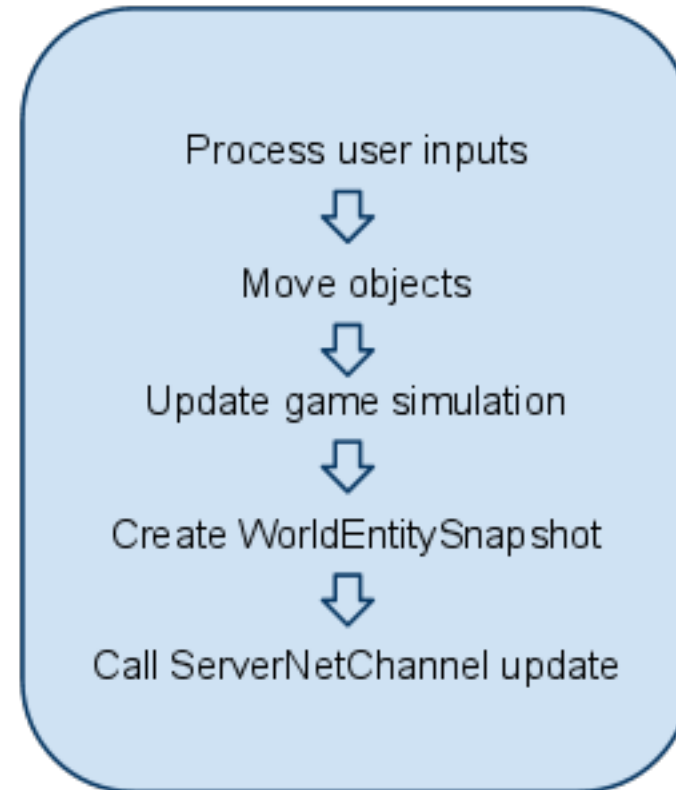 Process user inputs
Move objects
Update game simulation
Create WorldEntitySnapshot
Call ServerNetChannel update